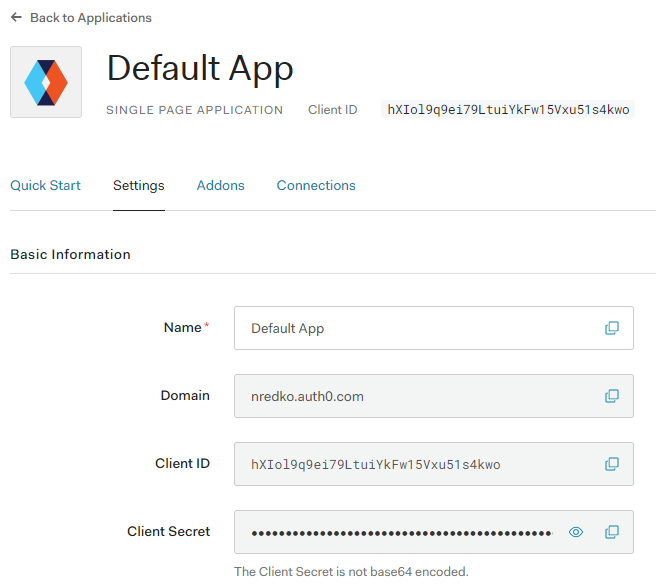 Back to Applications
Default App
SINGLE PAGE APPLICATION Client ID hXIol9q9ei79LtuiYkFw15Vxu51s4kwo
Quick Start Settings Addons Connections
Basic Information
Name* Default App
Domain nredko.auth0.com
Client ID hXIol9q9ei79LtuiYkFw15Vxu51s4kwo
Client Secret ••••••••••••••••••••••••••••••••••••••••••••
The Client Secret is not base64 encoded.